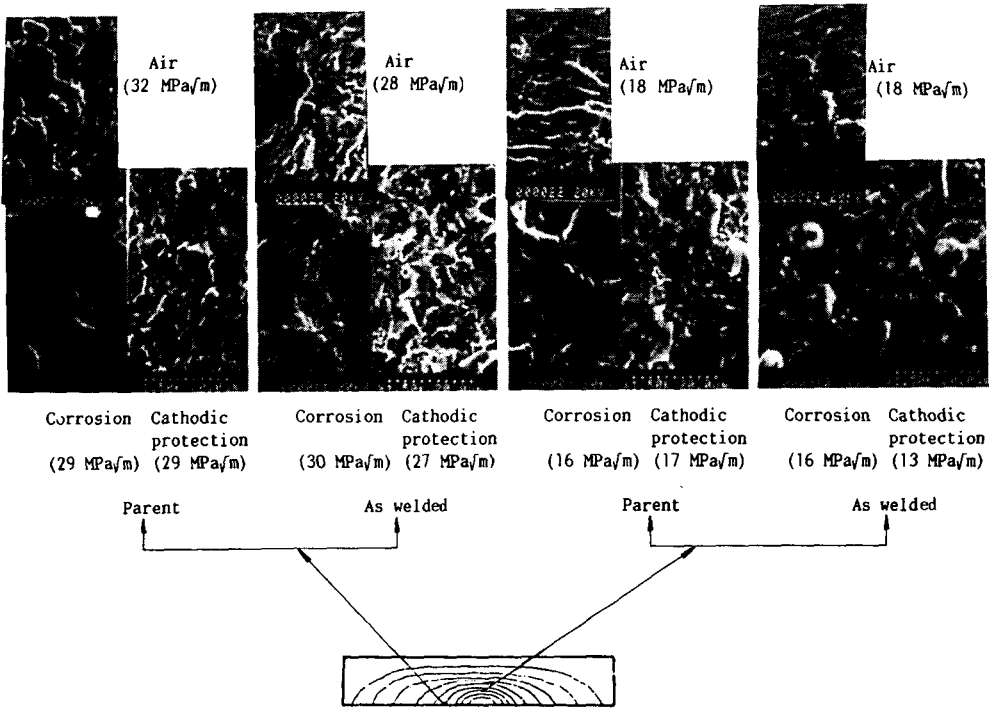 Air
(32 MPa√m)
Air
(28 MPa√m)
Air
(18 MPa√m)
Air
(18 MPa√m)
Corrosion Cathodic
protection
(29 MPa√m) (29 MPa√m)
Corrosion Cathodic
protection
(30 MPa√m) (27 MPa√m)
Corrosion Cathodic
protection
(16 MPa√m) (17 MPa√m)
Corrosion Cathodic
protection
(16 MPa√m) (13 MPa√m)
Parent
As welded
Parent
As welded